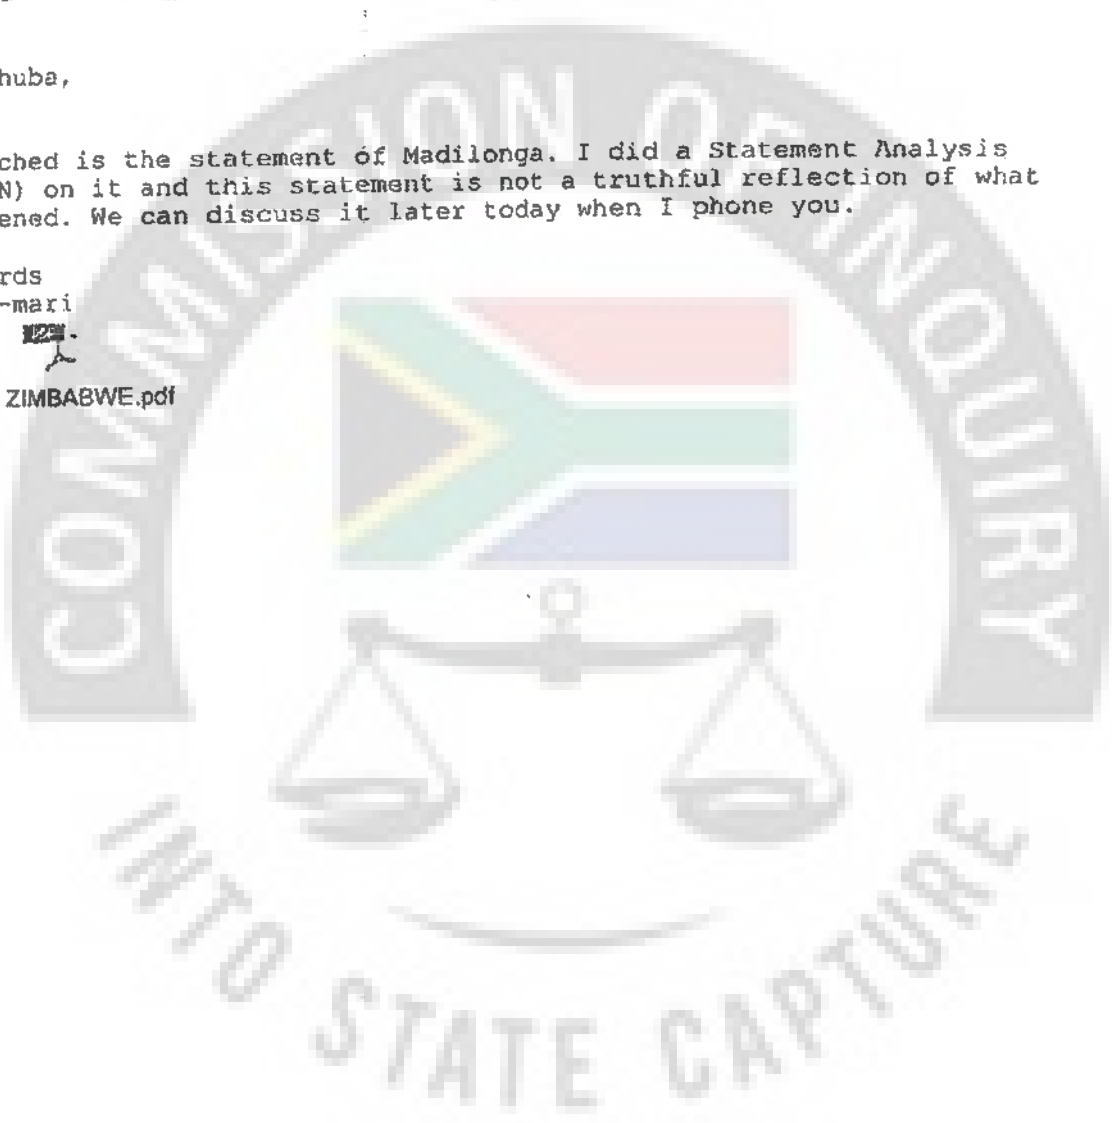 huba,
ched is the statement of Madilonga. I did a Statement Analysis
N) on it and this statement is not a truthful reflection of what
ened. We can discuss it later today when I phone you.
rds
-mari
ZIMBABWE.pdf
COMMISSION OF INQUIRY
INTO STATE CAPTURE